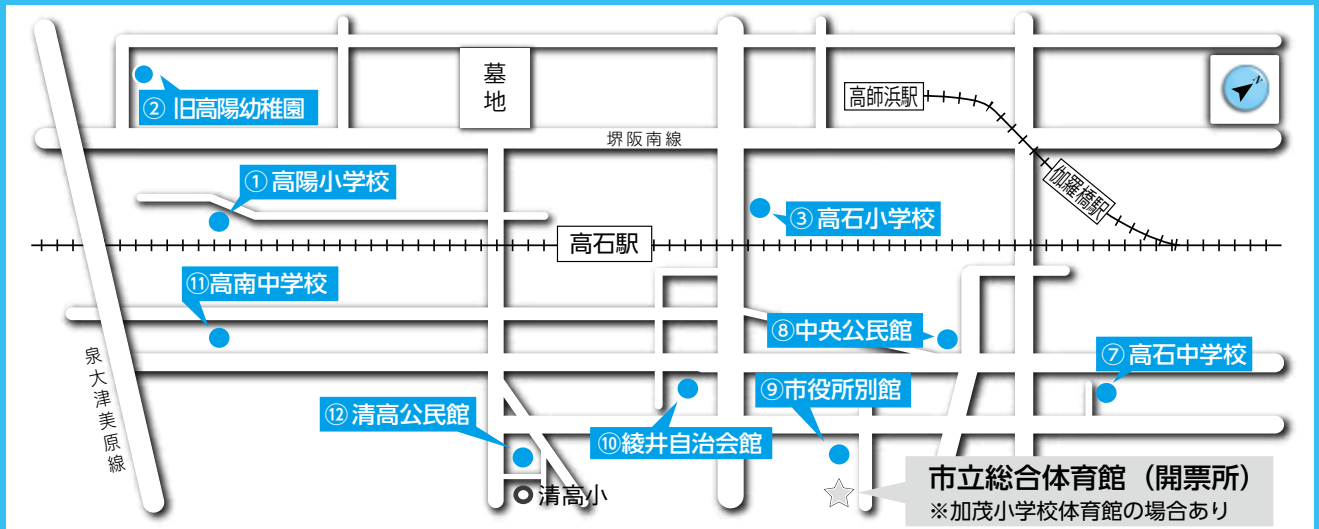 墓地
N
② 旧高陽幼稚園
高師浜駅
堺阪南線
① 高陽小学校
伽羅橋駅
③ 高石小学校
高石駅
⑪高南中学校
⑧中央公民館
⑦ 高石中学校
泉大津美原線
⑨市役所別館
⑫ 清高公民館
⑩綾井自治会館
市立総合体育館（開票所）
※加茂小学校体育館の場合あり
清高小